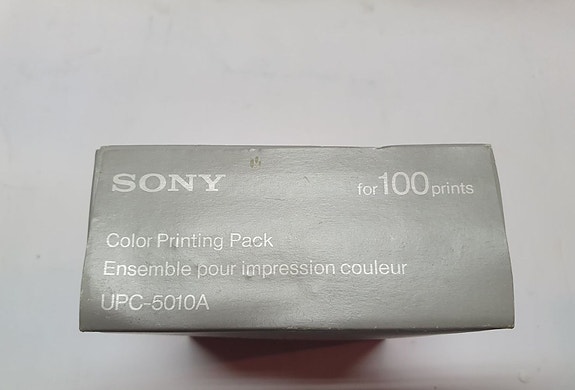 SONY for 100 prints
Color Printing Pack
Ensemble pour impression couleur
UPC-5010A